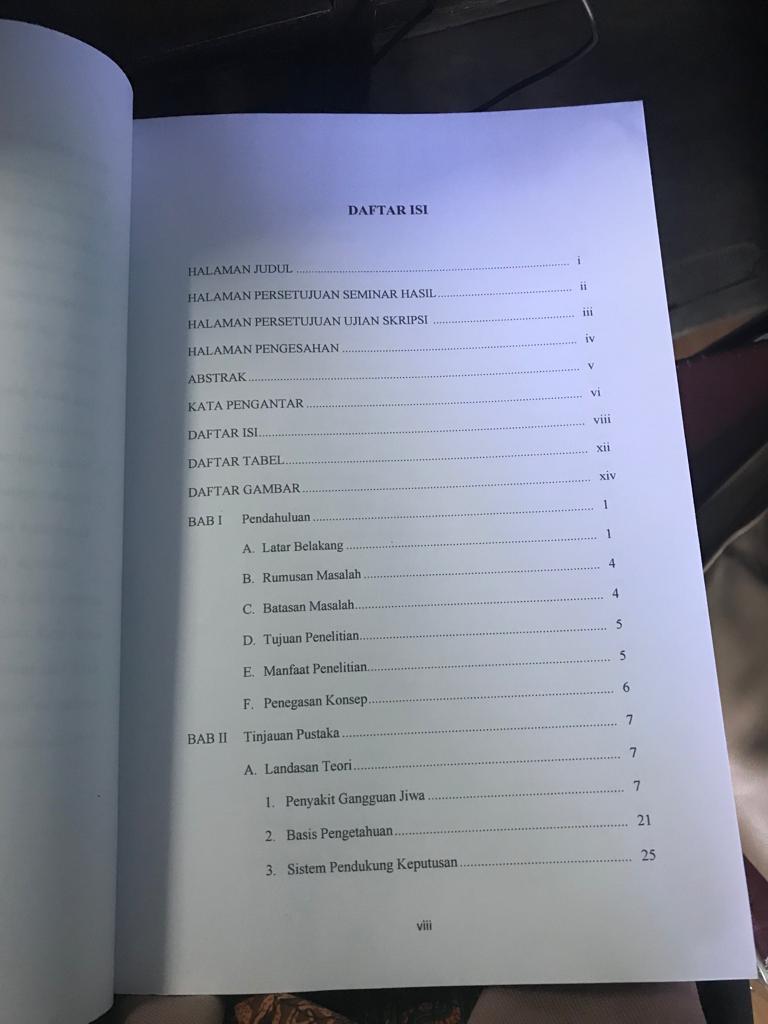 DAFTAR ISI
HALAMAN JUDUL ........ i
HALAMAN PERSETUJUAN SEMINAR HASIL ........ ii
HALAMAN PERSETUJUAN UJIAN SKRIPSI ........ iii
HALAMAN PENGESAHAN ........ iv
ABSTRAK ........ v
KATA PENGANTAR ........ vi
DAFTAR ISI ........ viii
DAFTAR TABEL ........ xii
DAFTAR GAMBAR ........ xiv
BAB I Pendahuluan ........ 1
A. Latar Belakang ........ 1
B. Rumusan Masalah ........ 4
C. Batasan Masalah ........ 4
D. Tujuan Penelitian ........ 5
E. Manfaat Penelitian ........ 5
F. Penegasan Konsep ........ 6
BAB II Tinjauan Pustaka ........ 7
A. Landasan Teori ........ 7
1. Penyakit Gangguan Jiwa ........ 7
2. Basis Pengetahuan ........ 21
3. Sistem Pendukung Keputusan ........ 25
viii